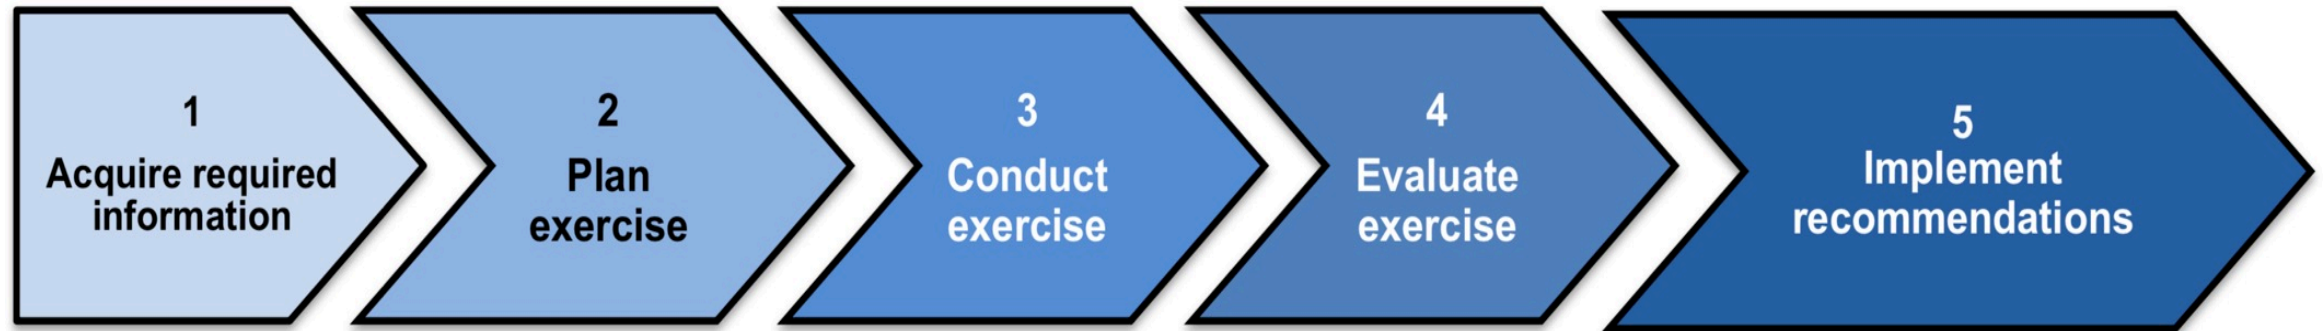 1
Acquire required
information
2
Plan
exercise
3
Conduct
exercise
4
Evaluate
exercise
5
Implement
recommendations